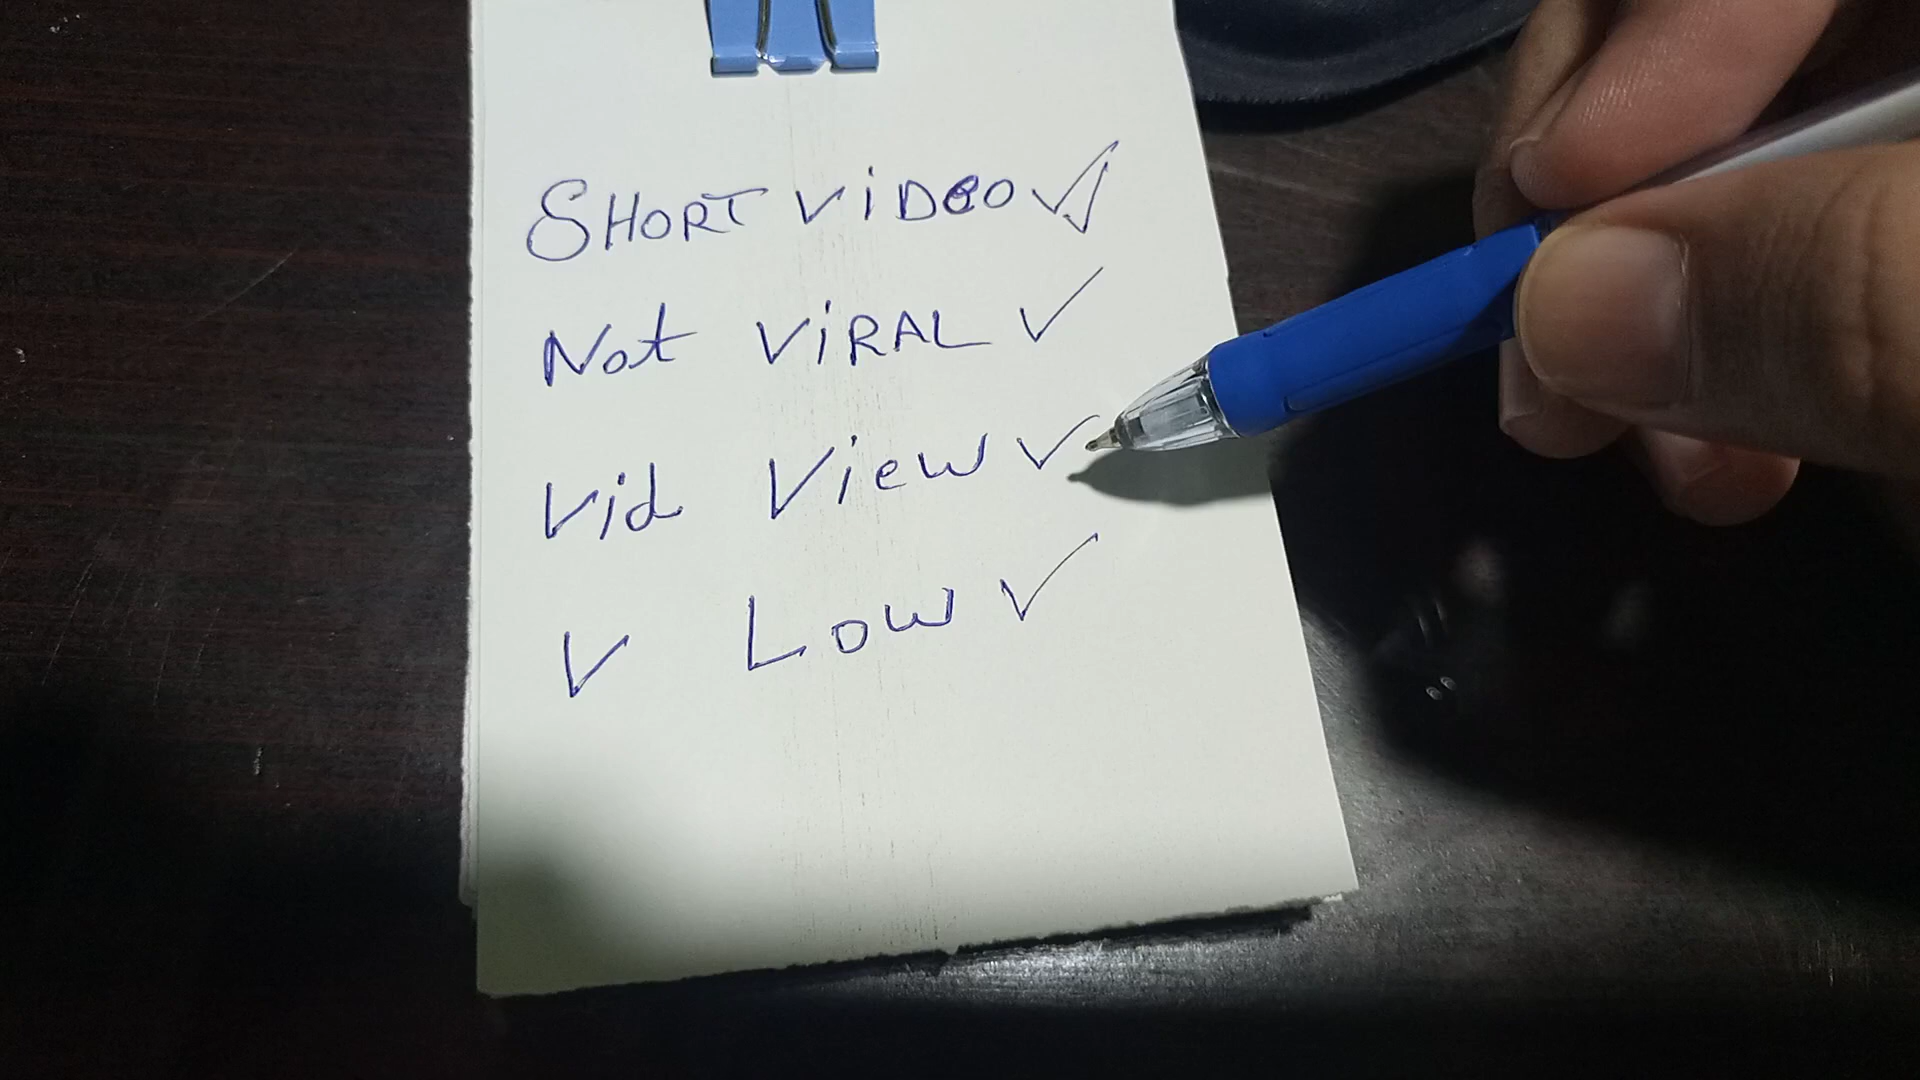 SHORT ViDEO ✓
Not ViRAL ✓
Vid View ✓
V Low ✓